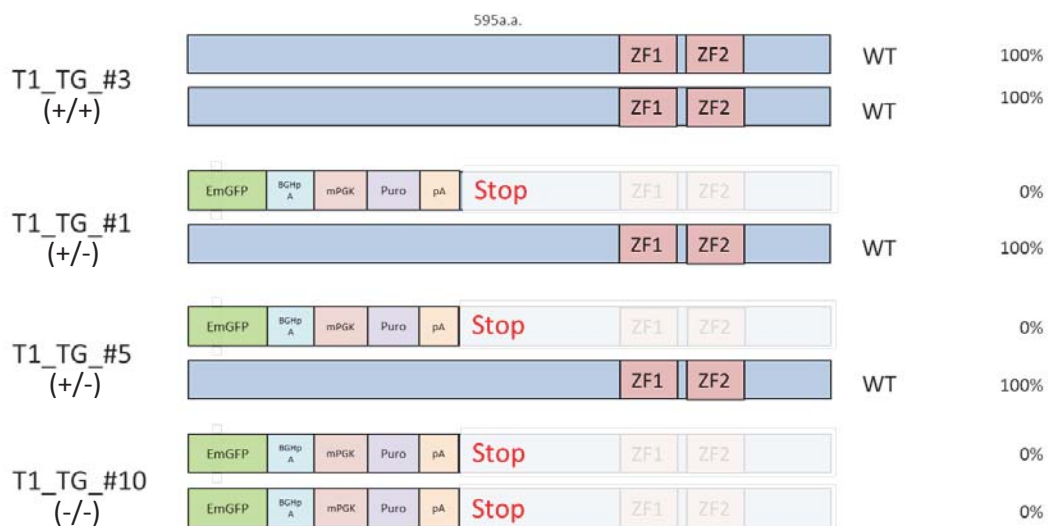 595a.a.
T1_TG_#3
(+/+)
ZF1 ZF2 WT 100%
ZF1 ZF2 WT 100%
T1_TG_#1
(+/-)
EmGFP BGHp A mPGK Puro pA Stop ZF1 ZF2 0%
ZF1 ZF2 WT 100%
T1_TG_#5
(+/-)
EmGFP BGHp A mPGK Puro pA Stop ZF1 ZF2 0%
ZF1 ZF2 WT 100%
T1_TG_#10
(-/-)
EmGFP BGHp A mPGK Puro pA Stop ZF1 ZF2 0%
EmGFP BGHp A mPGK Puro pA Stop ZF1 ZF2 0%